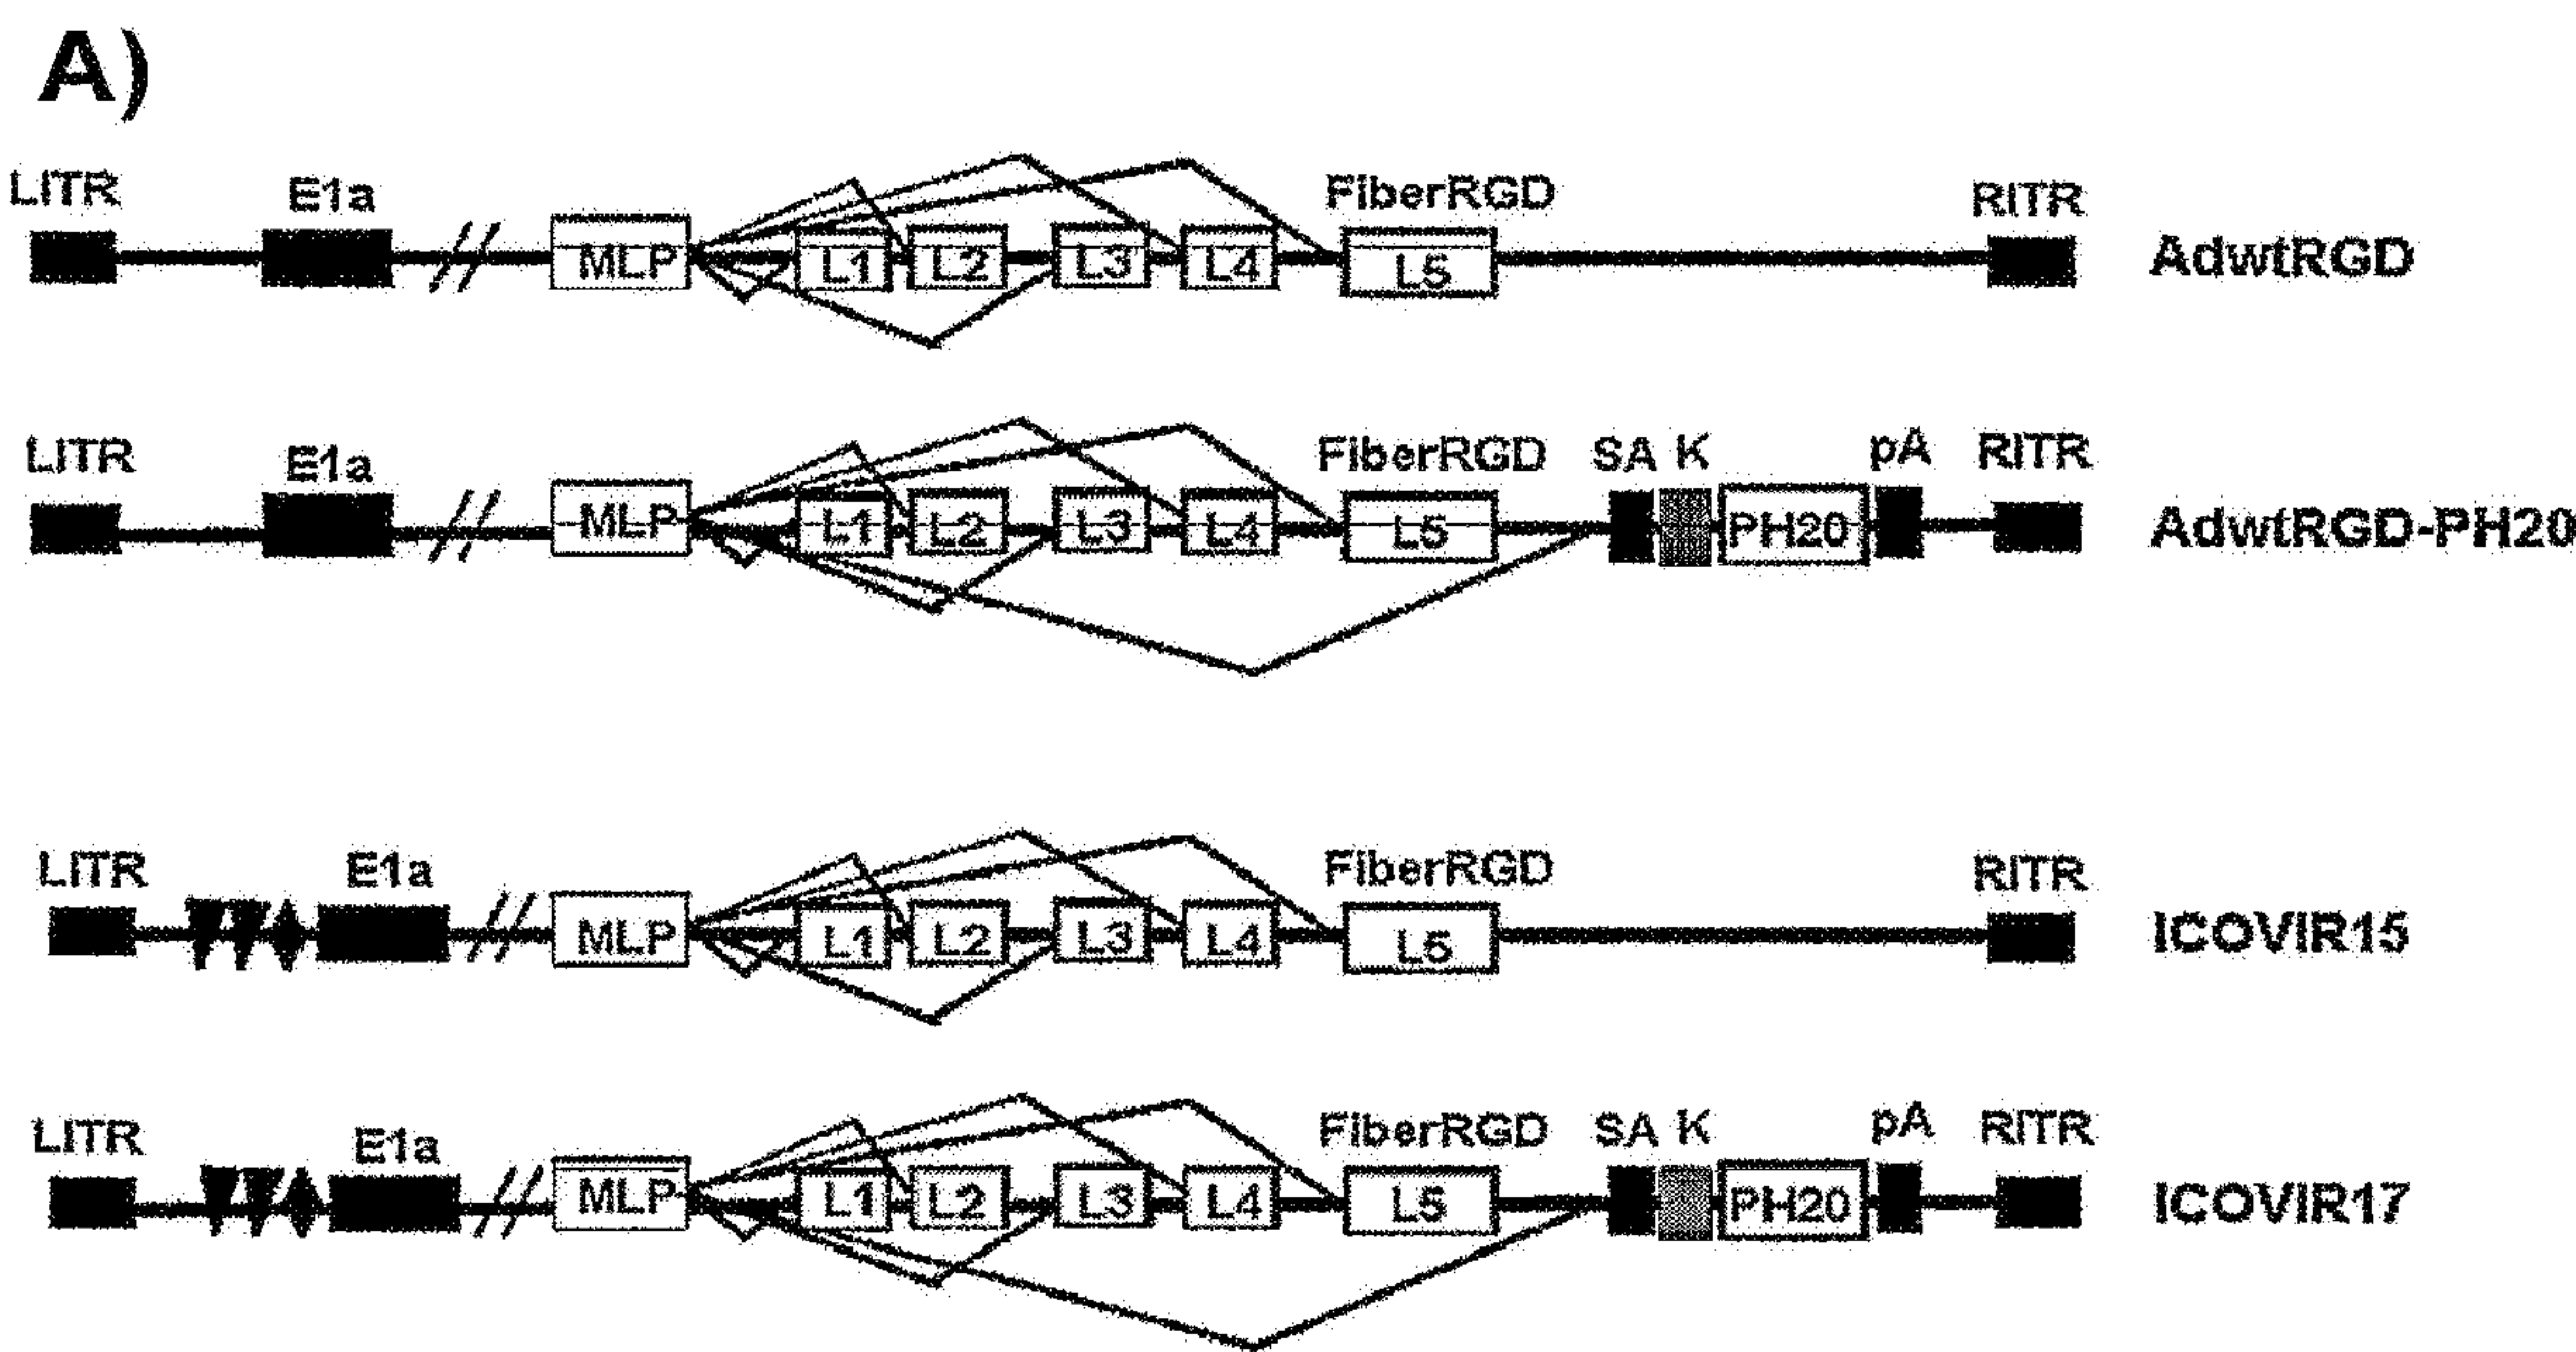 A)
LITR E1a FiberRGD RITR
MLP L1 L2 L3 L4 L5 AdwtRGD
LITR E1a FiberRGD SA K pA RITR
MLP L1 L2 L3 L4 L5 PH20 AdwtRGD-PH20
LITR E1a FiberRGD RITR
MLP L1 L2 L3 L4 L5 ICOVIR15
LITR E1a FiberRGD SA K pA RITR
MLP L1 L2 L3 L4 L5 PH20 ICOVIR17